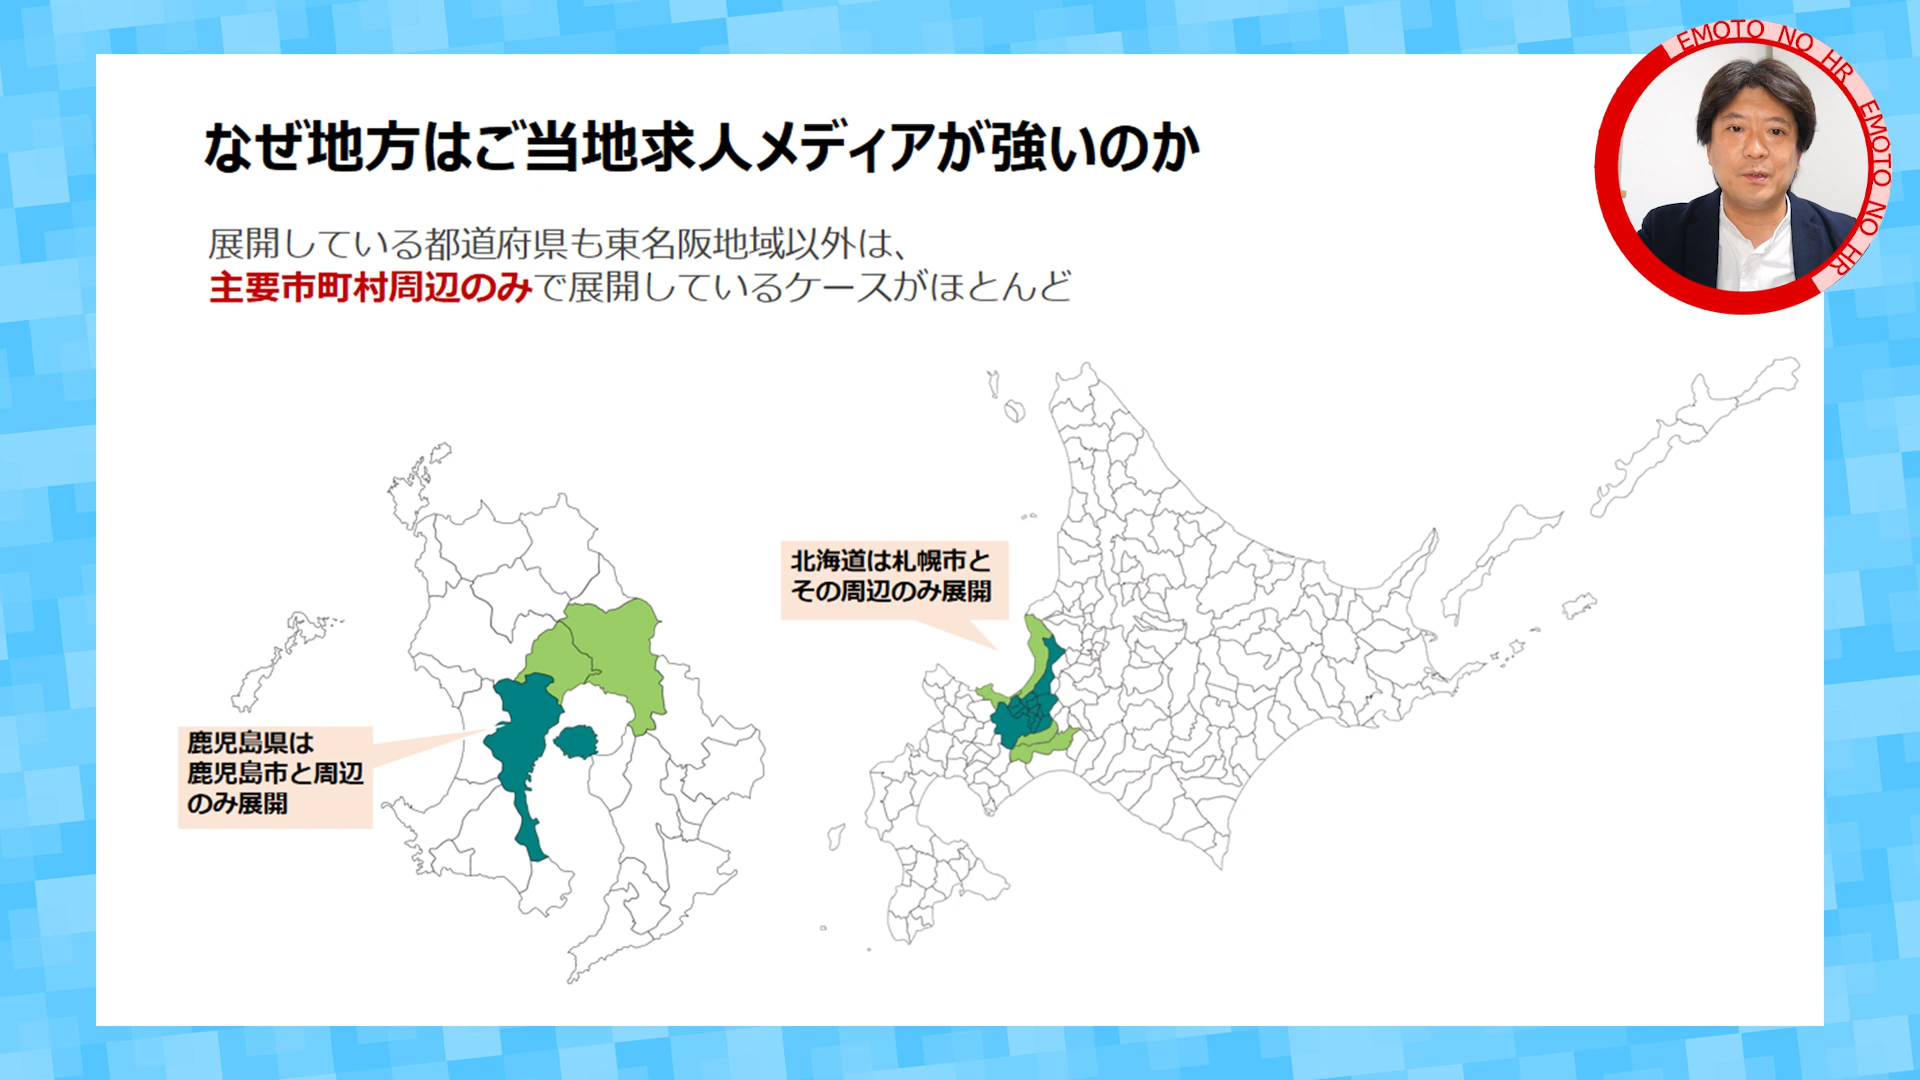 なぜ地方はご当地求人メディアが強いのか
EMOTO NO HR EMOTO NO HR
展開している都道府県も東名阪地域以外は、
主要市町村周辺のみで展開しているケースがほとんど
北海道は札幌市と
その周辺のみ展開
鹿児島県は
鹿児島市と周辺
のみ展開